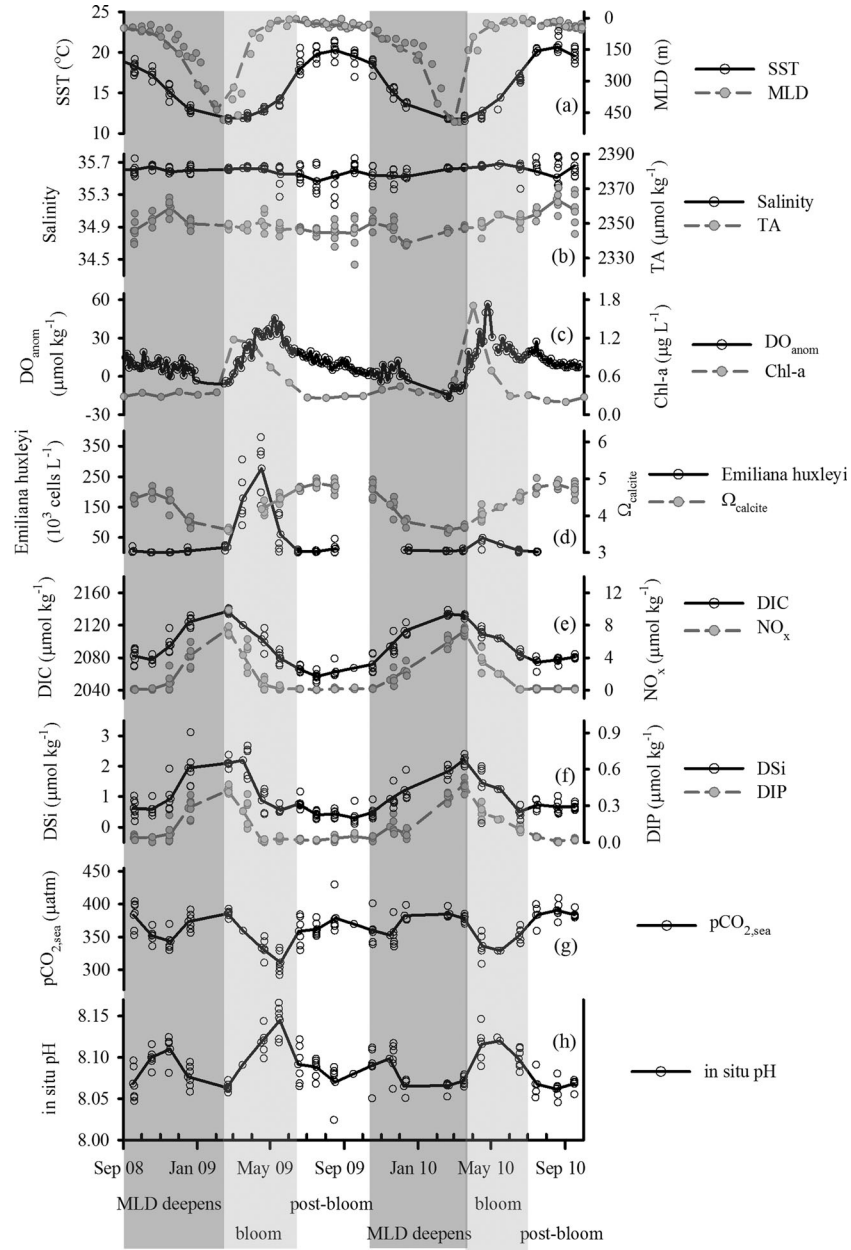 25
20
15
10
SST (°C)
0
150
300
450
MLD (m)
(a)
SST
MLD
35.7
35.3
34.9
34.5
Salinity
2390
2370
2350
2330
TA (μmol kg⁻¹)
(b)
Salinity
TA
60
30
0
-30
DOanom (μmol kg⁻¹)
1.8
1.2
0.6
0.0
Chl-a (μg L⁻¹)
(c)
DOanom
Chl-a
350
250
150
50
Emiliana huxleyi (10³ cells L⁻¹)
6
5
4
3
Ωcalcite
(d)
Emiliana huxleyi
Ωcalcite
2160
2120
2080
2040
DIC (μmol kg⁻¹)
12
8
4
0
NOx (μmol kg⁻¹)
(e)
DIC
NOx
3
2
1
0
DSi (μmol kg⁻¹)
0.9
0.6
0.3
0.0
DIP (μmol kg⁻¹)
(f)
DSi
DIP
450
400
350
300
pCO2,sea (μatm)
(g)
pCO2,sea
8.15
8.10
8.05
8.00
in situ pH
(h)
in situ pH
Sep 08 Jan 09 May 09 Sep 09 Jan 10 May 10 Sep 10
MLD deepens bloom post-bloom MLD deepens bloom post-bloom